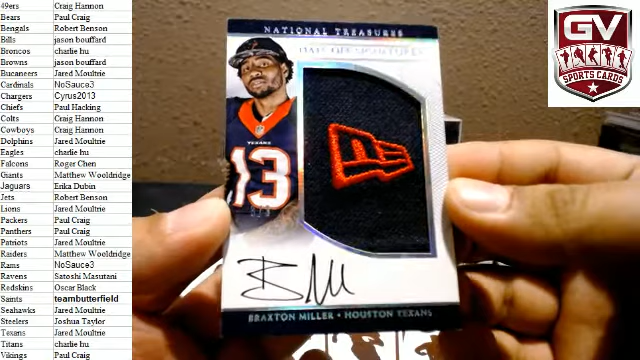 49ers Craig Hannon
Bears Paul Craig
Bengals Robert Benson
Bills jason bouffard
Broncos charlie hu
Browns jason bouffard
Bucaneers Jared Moultrie
Cardinals NoSauce3
Chargers Cyrus2013
Chiefs Paul Hacking
Colts Craig Hannon
Cowboys Craig Hannon
Dolphins Jared Moultrie
Eagles charlie hu
Falcons Roger Chen
Giants Matthew Wooldridge
Jaguars Erika Dubin
Jets Robert Benson
Lions Jared Moultrie
Packers Paul Craig
Panthers Paul Craig
Patriots Jared Moultrie
Raiders Matthew Wooldridge
Rams NoSauce3
Ravens Satoshi Masutani
Redskins Oscar Black
Saints teambutterfield
Seahawks Jared Moultrie
Steelers Joshua Taylor
Texans Jared Moultrie
Titans charlie hu
Vikings Paul Craig
NATIONAL TREASURES
HAT OFF SIGNATURES
TEXANS
13
BRAXTON MILLER • HOUSTON TEXANS
GV
SPORTS CARDS